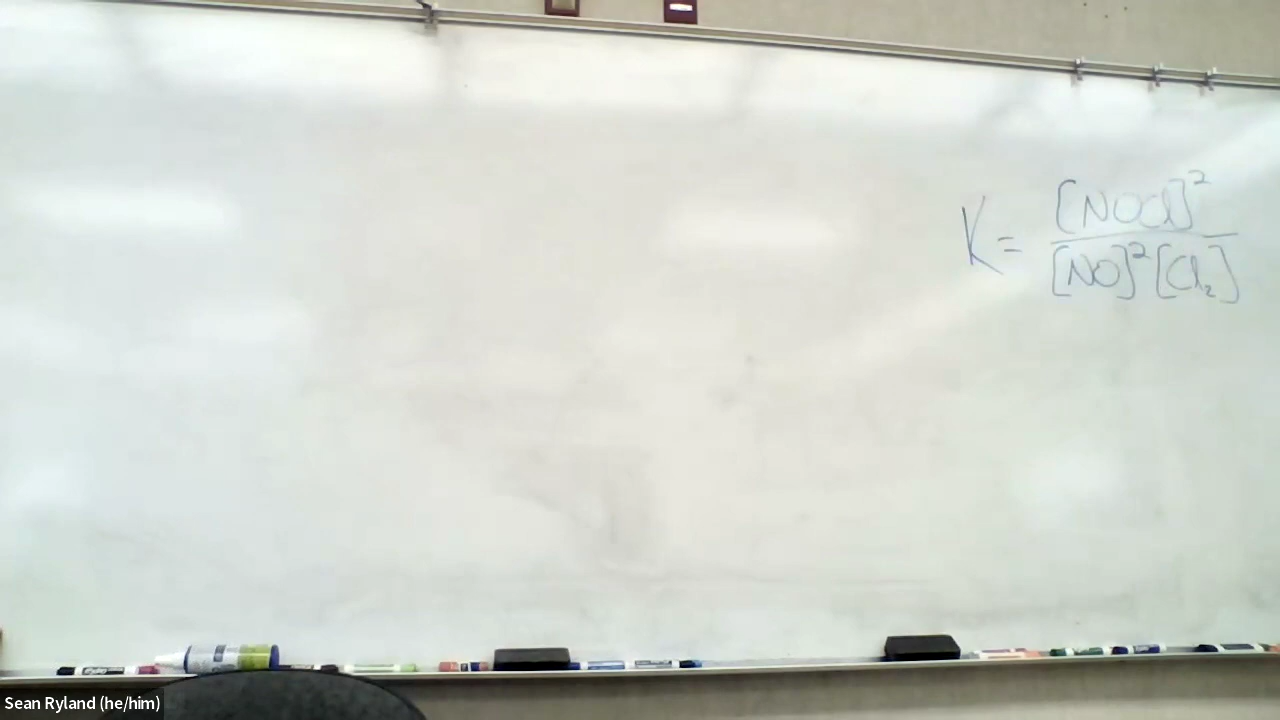 K = [NOCl]²
[NO]²[Cl₂]
Sean Ryland (he/him)